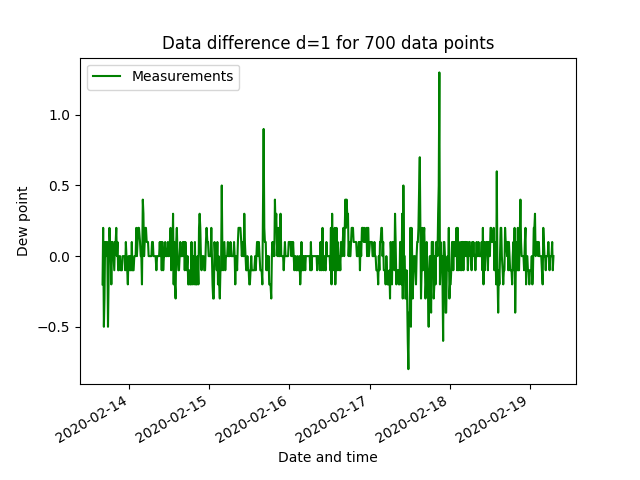 Data difference d=1 for 700 data points
Measurements
1.0
0.5
0.0
−0.5
Dew point
2020-02-14
2020-02-15
2020-02-16
2020-02-17
2020-02-18
2020-02-19
Date and time